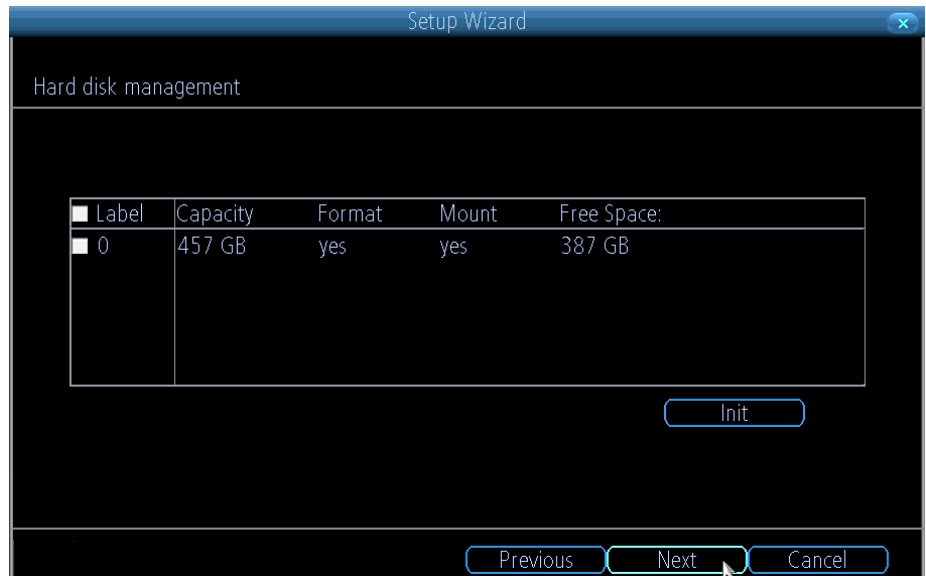 Setup Wizard
Hard disk management
Label Capacity Format Mount Free Space:
0 457 GB yes yes 387 GB
Init
Previous Next Cancel